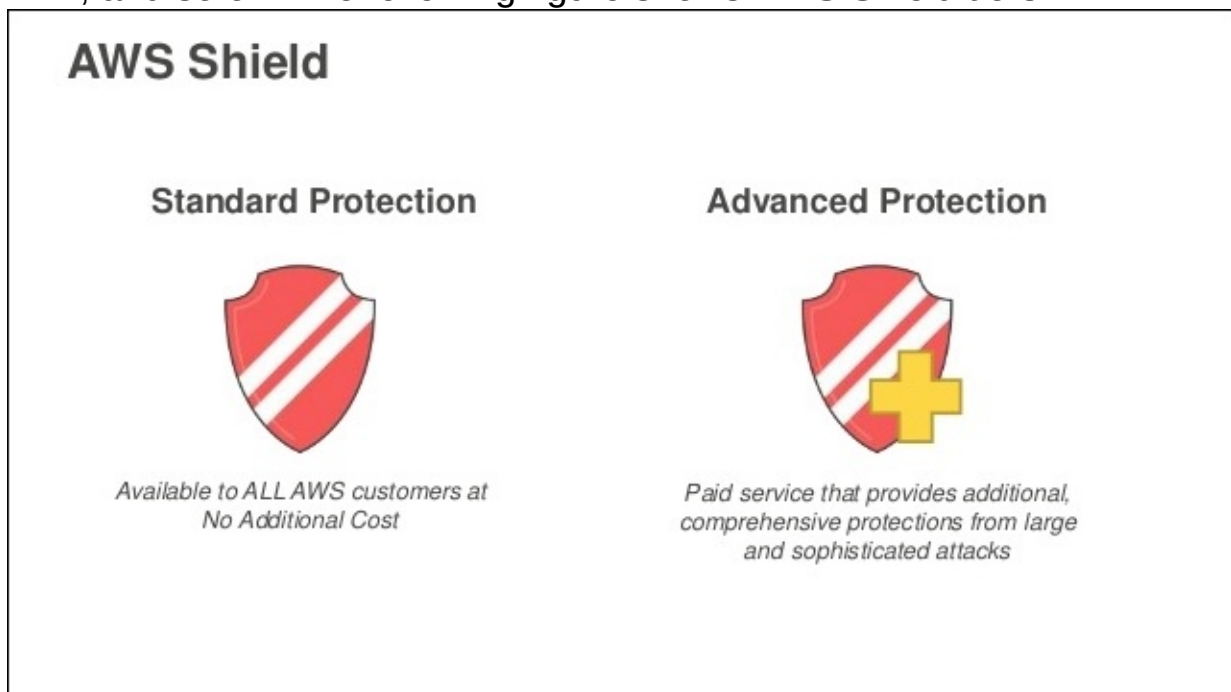 AWS Shield
Standard Protection
Available to ALL AWS customers at
No Additional Cost
Advanced Protection
Paid service that provides additional,
comprehensive protections from large
and sophisticated attacks